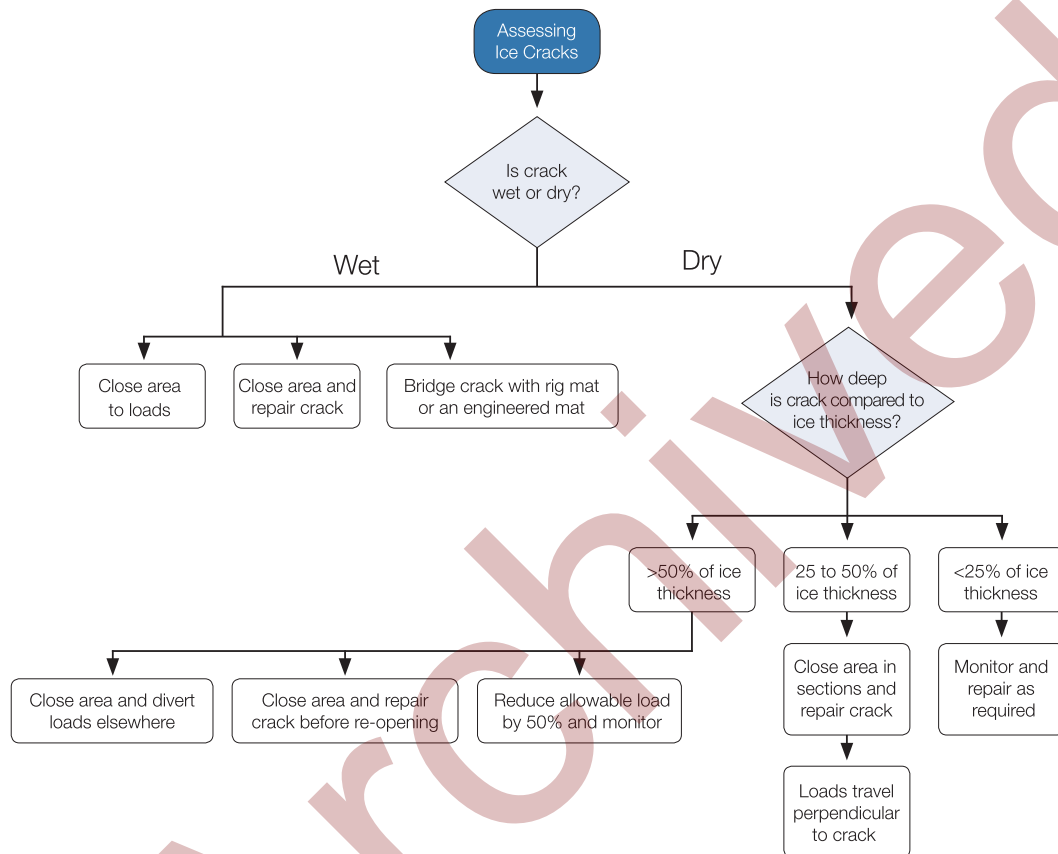 Assessing
Ice Cracks
Is crack
wet or dry?
Wet
Dry
Close area
to loads
Close area and
repair crack
Bridge crack with rig mat
or an engineered mat
How deep
is crack compared to
ice thickness?
>50% of ice
thickness
25 to 50% of
ice thickness
<25% of ice
thickness
Close area and divert
loads elsewhere
Close area and repair
crack before re-opening
Reduce allowable load
by 50% and monitor
Close area in
sections and
repair crack
Monitor and
repair as
required
Loads travel
perpendicular
to crack
Archived